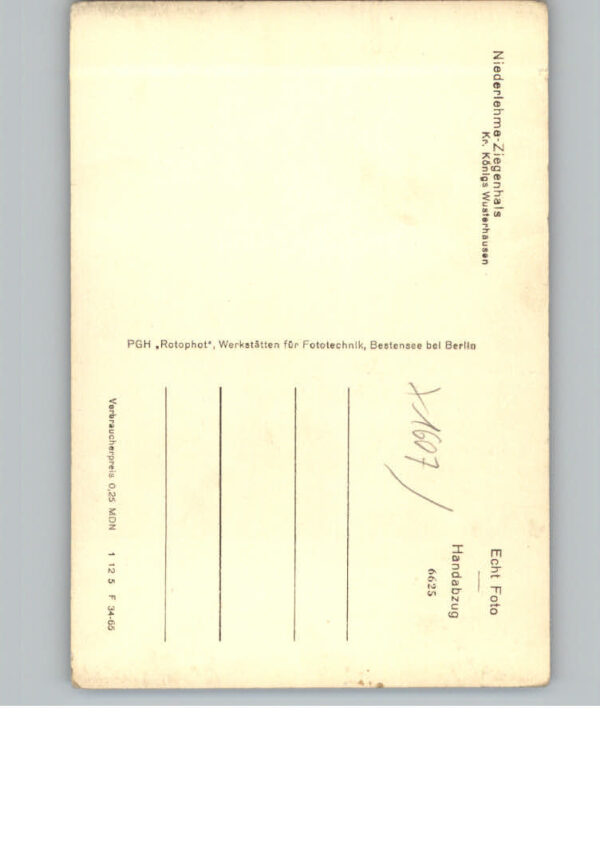 Niederlehme-Ziegenhals
Kr. Königs Wusterhausen
PGH „Rotophot", Werkstätten für Fototechnik, Bestensee bei Berlin
Echt Foto
Handabzug
6625
X1607/
Verbraucherpreis 0,25 MDN 1 12 5 F 34-65